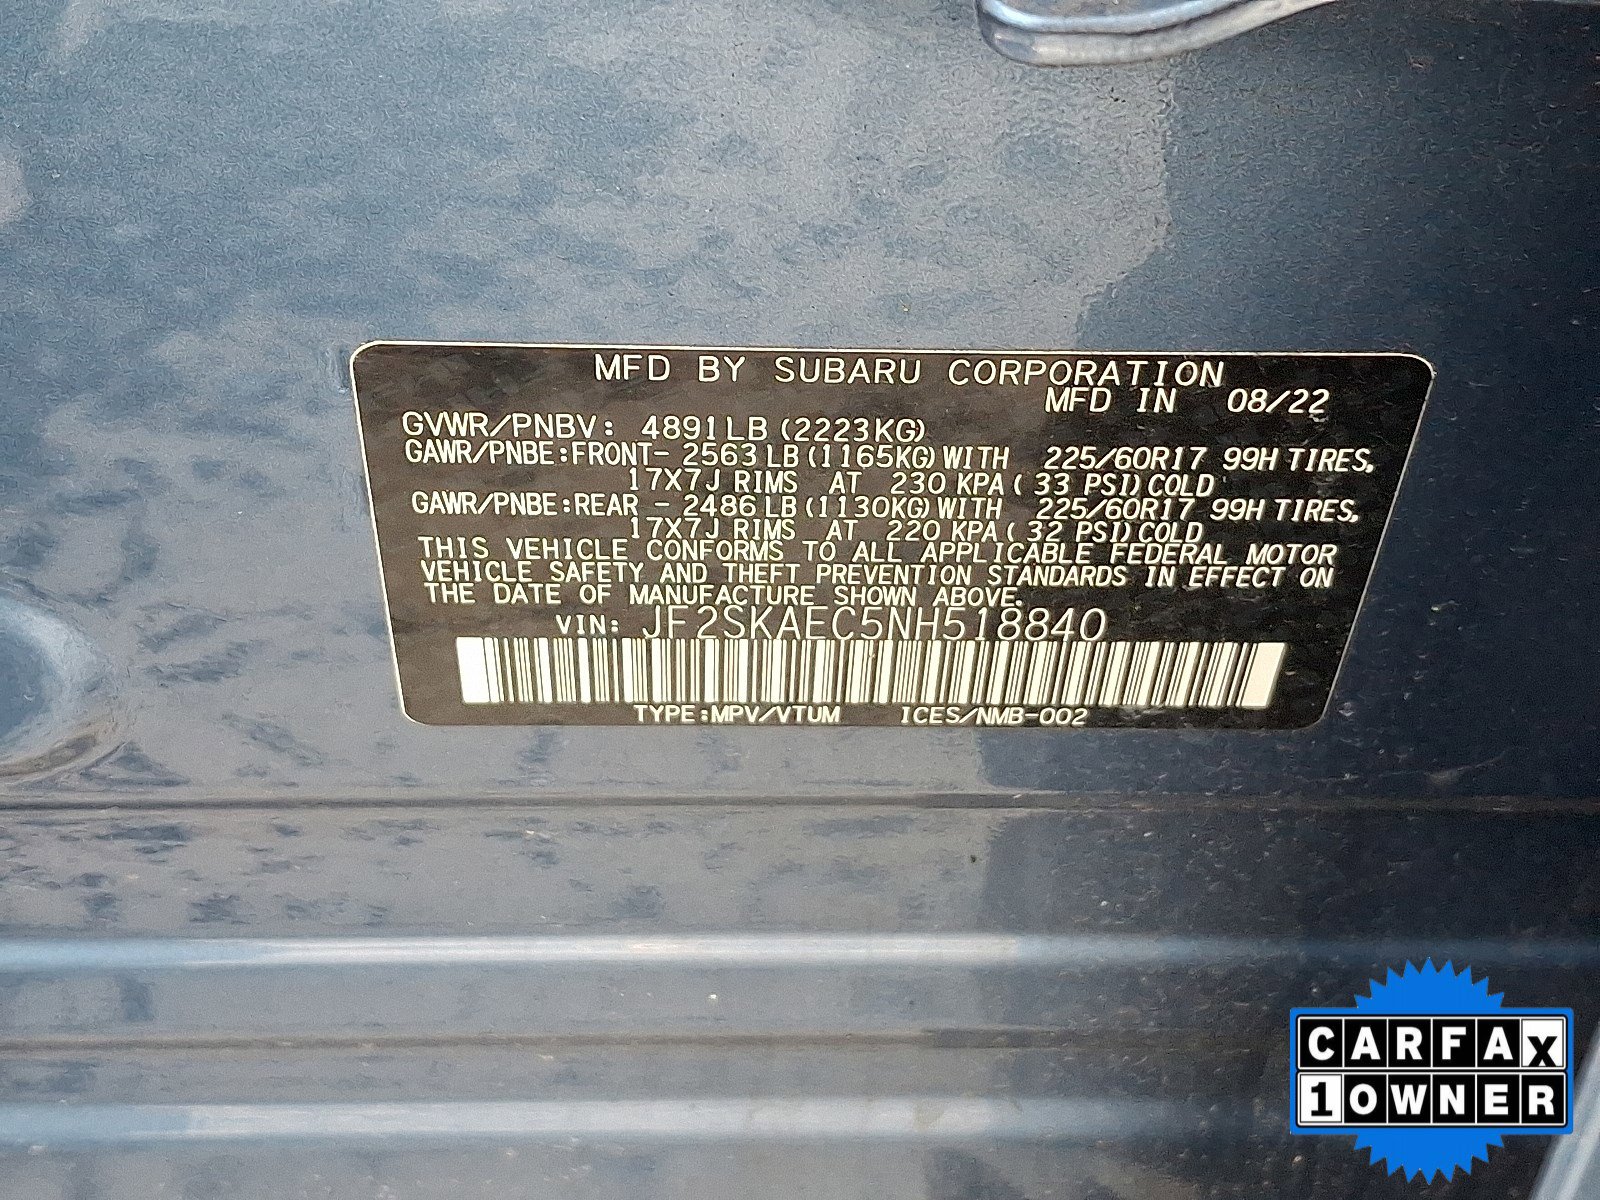 MFD BY SUBARU CORPORATION
MFD IN 08/22
GVWR/PNBV: 4891LB (2223KG)
GAWR/PNBE:FRONT- 2563LB(1165KG)WITH 225/60R17 99H TIRES,
17X7J RIMS AT 230 KPA( 33 PSI)COLD
GAWR/PNBE:REAR - 2486LB(1130KG)WITH 225/60R17 99H TIRES,
17X7J RIMS AT 220 KPA( 32 PSI)COLD
THIS VEHICLE CONFORMS TO ALL APPLICABLE FEDERAL MOTOR
VEHICLE SAFETY AND THEFT PREVENTION STANDARDS IN EFFECT ON
THE DATE OF MANUFACTURE SHOWN ABOVE.
VIN: JF2SKAEC5NH518840
TYPE:MPV/VTUM ICES/NMB-002
CARFAX
1OWNER